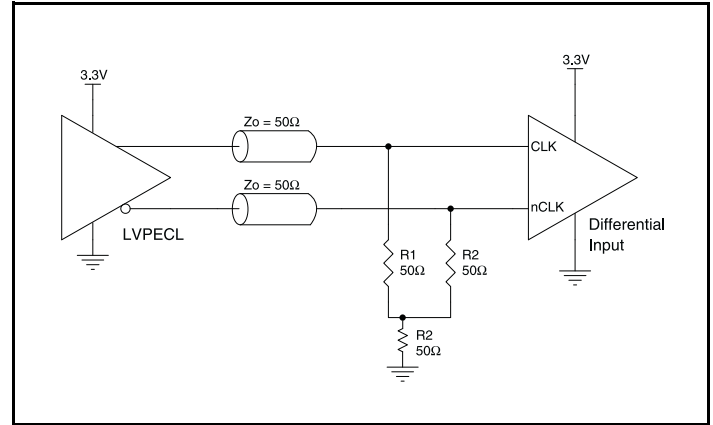 3.3V
3.3V
Zo = 50Ω
CLK
Zo = 50Ω
nCLK
LVPECL
Differential
Input
R1
50Ω
R2
50Ω
R2
50Ω